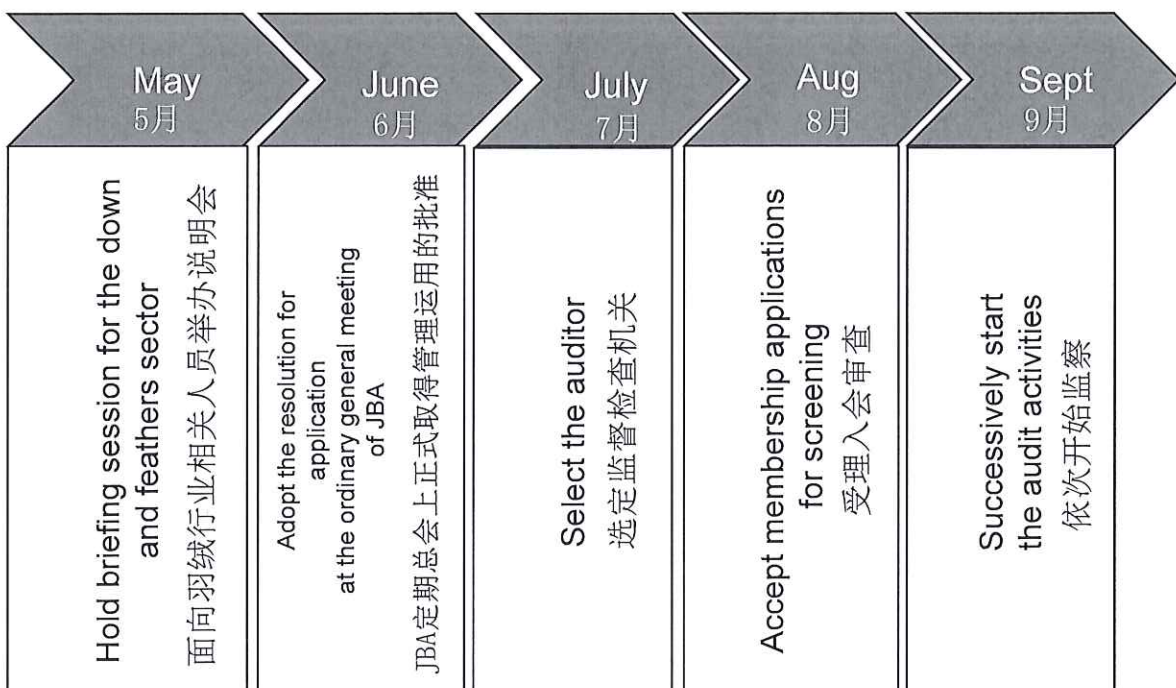 May
5月
Hold briefing session for the down
and feathers sector
面向羽绒行业相关人员举办说明会
June
6月
Adopt the resolution for
application
at the ordinary general meeting
of JBA
JBA定期总会上正式取得管理运用的批准
July
7月
Select the auditor
选定监督检查机关
Aug
8月
Accept membership applications
for screening
受理入会审查
Sept
9月
Successively start
the audit activities
依次开始监察